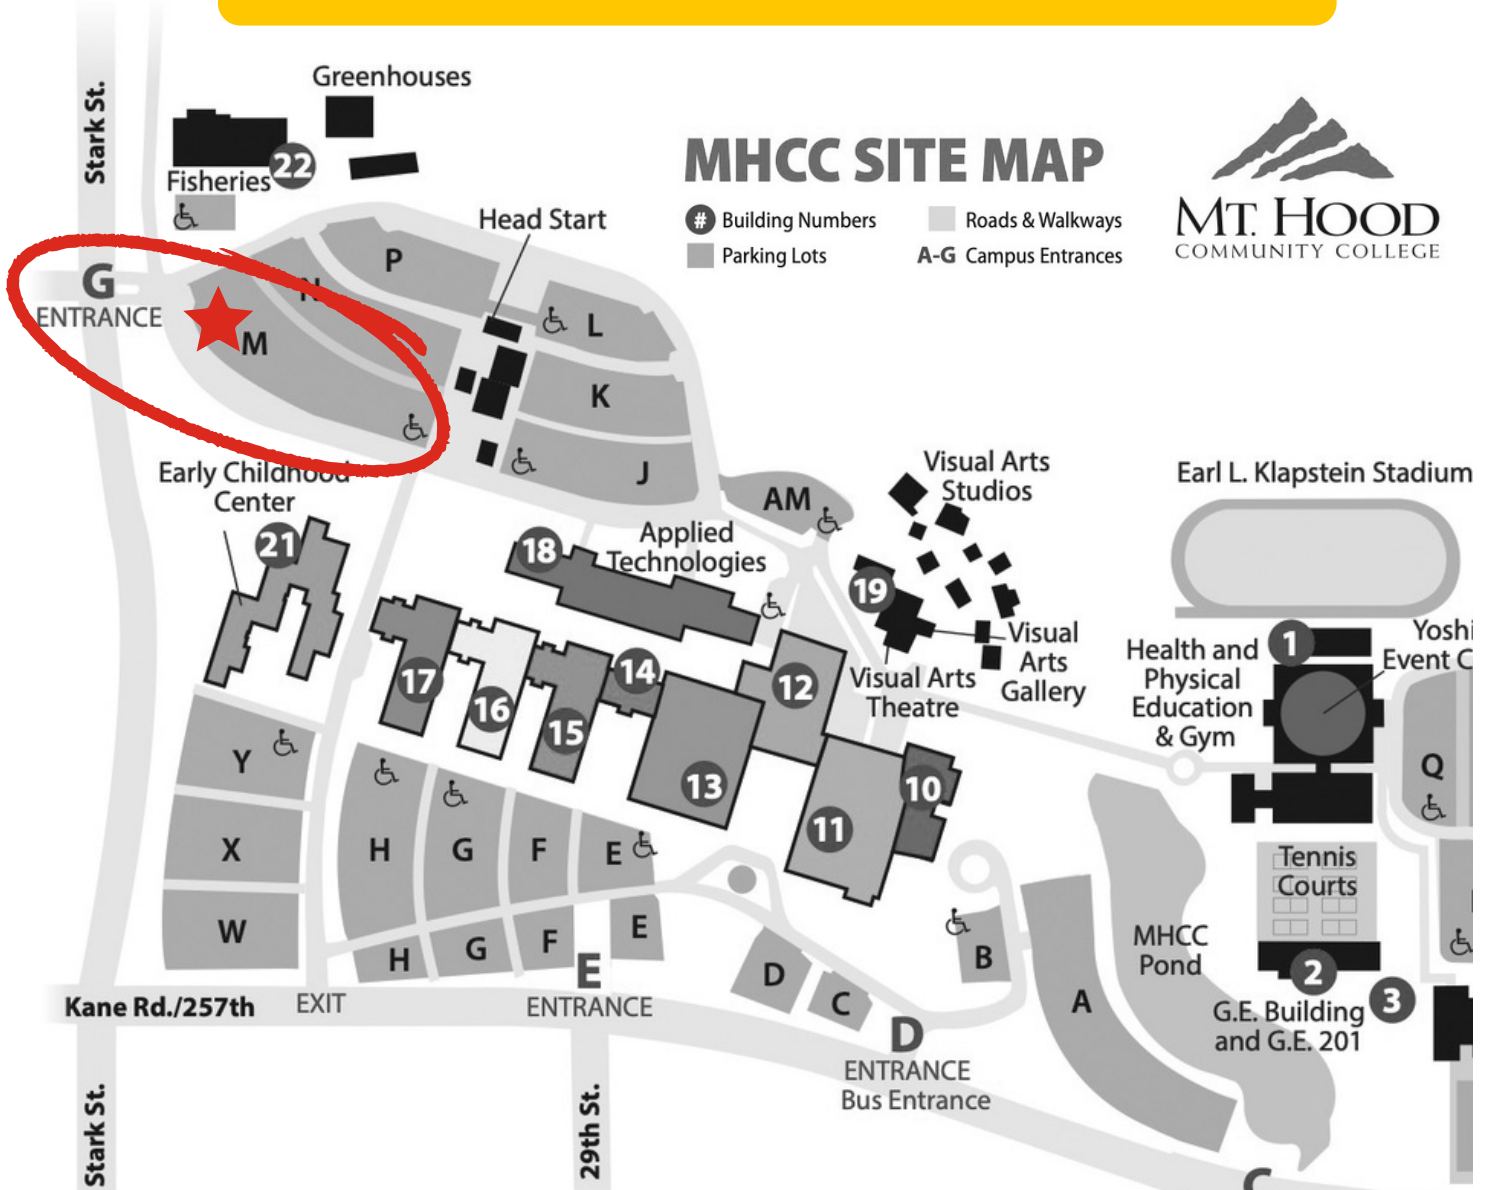 Greenhouses
Stark St.
22
Fisheries
MHCC SITE MAP
# Building Numbers
Roads & Walkways
Parking Lots
A-G Campus Entrances
MT. HOOD
COMMUNITY COLLEGE
Head Start
P
N
M
L
K
J
G
ENTRANCE
AM
Early Childhood
Center
21
18
Applied
Technologies
Visual Arts
Studios
19
Visual
Arts
Gallery
Visual Arts
Theatre
Earl L. Klapstein Stadium
1
Yoshi
Event C
Health and
Physical
Education
& Gym
17
16
15
14
13
12
11
10
Q
Y
X
W
H
G
F
E
H
G
F
E
E
ENTRANCE
D
C
B
A
MHCC
Pond
Tennis
Courts
2
3
G.E. Building
and G.E. 201
Kane Rd./257th
EXIT
D
ENTRANCE
Bus Entrance
Stark St.
29th St.
C